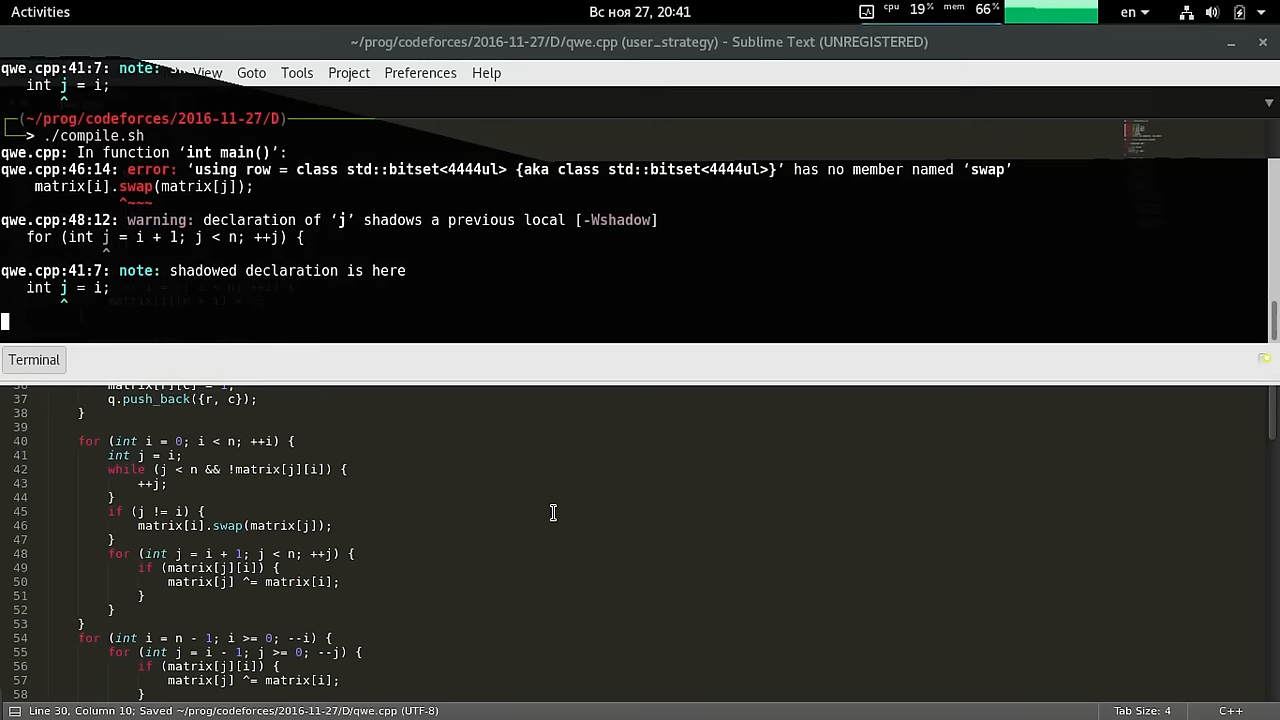 Activities
Вс ноя 27, 20:41
cpu 19% mem 66%
en
~/prog/codeforces/2016-11-27/D/qwe.cpp (user_strategy) - Sublime Text (UNREGISTERED)
View Goto Tools Project Preferences Help
qwe.cpp:41:7: note:
int j = i;
^
┌─(~/prog/codeforces/2016-11-27/D)
└──> ./compile.sh
qwe.cpp: In function ‘int main()’:
qwe.cpp:46:14: error: ‘using row = class std::bitset<4444ul> {aka class std::bitset<4444ul>}’ has no member named ‘swap’
matrix[i].swap(matrix[j]);
^~~~
qwe.cpp:48:12: warning: declaration of ‘j’ shadows a previous local [-Wshadow]
for (int j = i + 1; j < n; ++j) {
^
qwe.cpp:41:7: note: shadowed declaration is here
int j = i;
^
Terminal
36 matrix[r][c] = 1;
37 q.push_back({r, c});
38 }
39
40 for (int i = 0; i < n; ++i) {
41 int j = i;
42 while (j < n && !matrix[j][i]) {
43 ++j;
44 }
45 if (j != i) {
46 matrix[i].swap(matrix[j]);
47 }
48 for (int j = i + 1; j < n; ++j) {
49 if (matrix[j][i]) {
50 matrix[j] ^= matrix[i];
51 }
52 }
53 }
54 for (int i = n - 1; i >= 0; --i) {
55 for (int j = i - 1; j >= 0; --j) {
56 if (matrix[j][i]) {
57 matrix[j] ^= matrix[i];
58 }
Line 30, Column 10; Saved ~/prog/codeforces/2016-11-27/D/qwe.cpp (UTF-8)
Tab Size: 4
C++